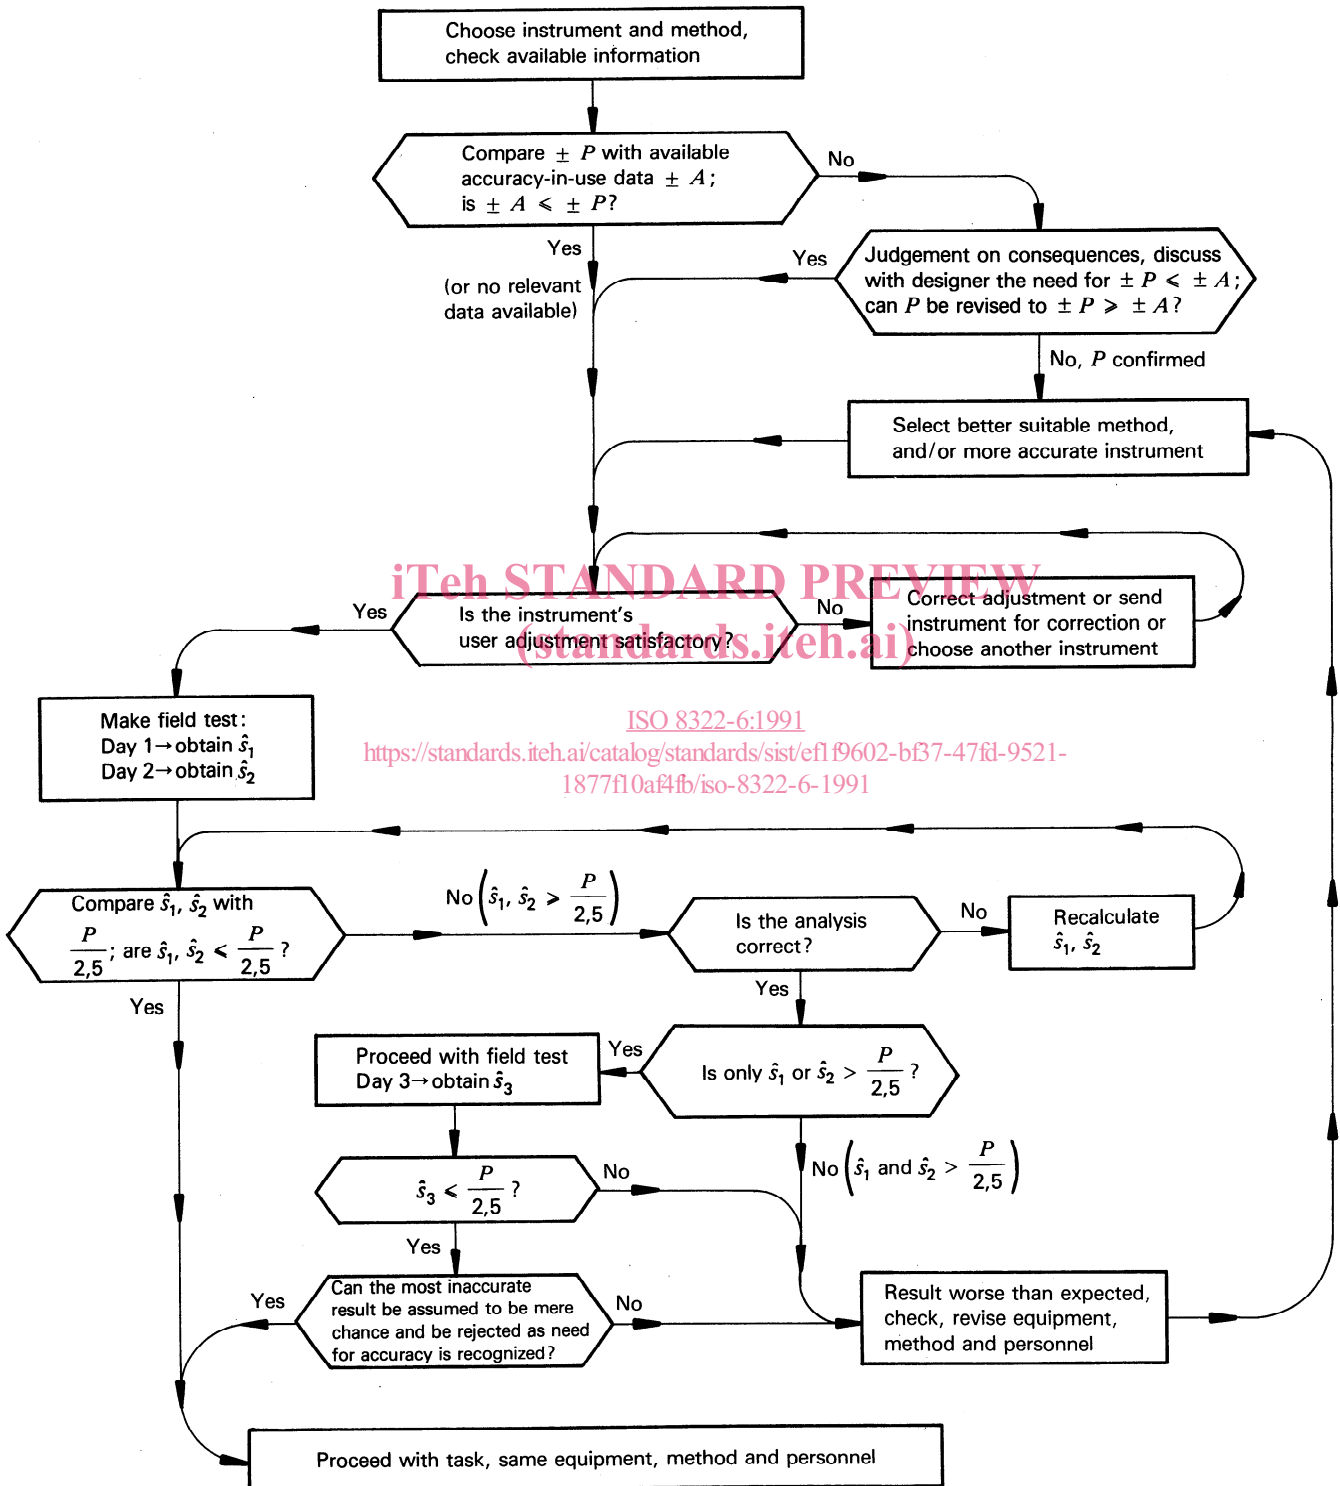 Choose instrument and method,
check available information
Compare ± P with available
accuracy-in-use data ± A;
is ± A ⩽ ± P?
No
Yes
(or no relevant
data available)
Yes
Judgement on consequences, discuss
with designer the need for ± P ⩽ ± A;
can P be revised to ± P ⩾ ± A?
No, P confirmed
Select better suitable method,
and/or more accurate instrument
iTeh STANDARD PREVIEW
(standards.iteh.ai)
Yes
Is the instrument's
user adjustment satisfactory?
No
Correct adjustment or send
instrument for correction or
choose another instrument
Make field test:
Day 1→obtain ŝ₁
Day 2→obtain ŝ₂
ISO 8322-6:1991
https://standards.iteh.ai/catalog/standards/sist/ef1f9602-bf37-47fd-9521-
1877f10af4fb/iso-8322-6-1991
Compare ŝ₁, ŝ₂ with
P/2,5; are ŝ₁, ŝ₂ ⩽ P/2,5 ?
No (ŝ₁, ŝ₂ ⩾ P/2,5)
Is the analysis
correct?
No
Recalculate
ŝ₁, ŝ₂
Yes
Yes
Proceed with field test
Day 3→obtain ŝ₃
Yes
Is only ŝ₁ or ŝ₂ > P/2,5 ?
No (ŝ₁ and ŝ₂ > P/2,5)
ŝ₃ ⩽ P/2,5 ?
No
Yes
Yes
Can the most inaccurate
result be assumed to be mere
chance and be rejected as need
for accuracy is recognized?
No
Result worse than expected,
check, revise equipment,
method and personnel
Proceed with task, same equipment, method and personnel